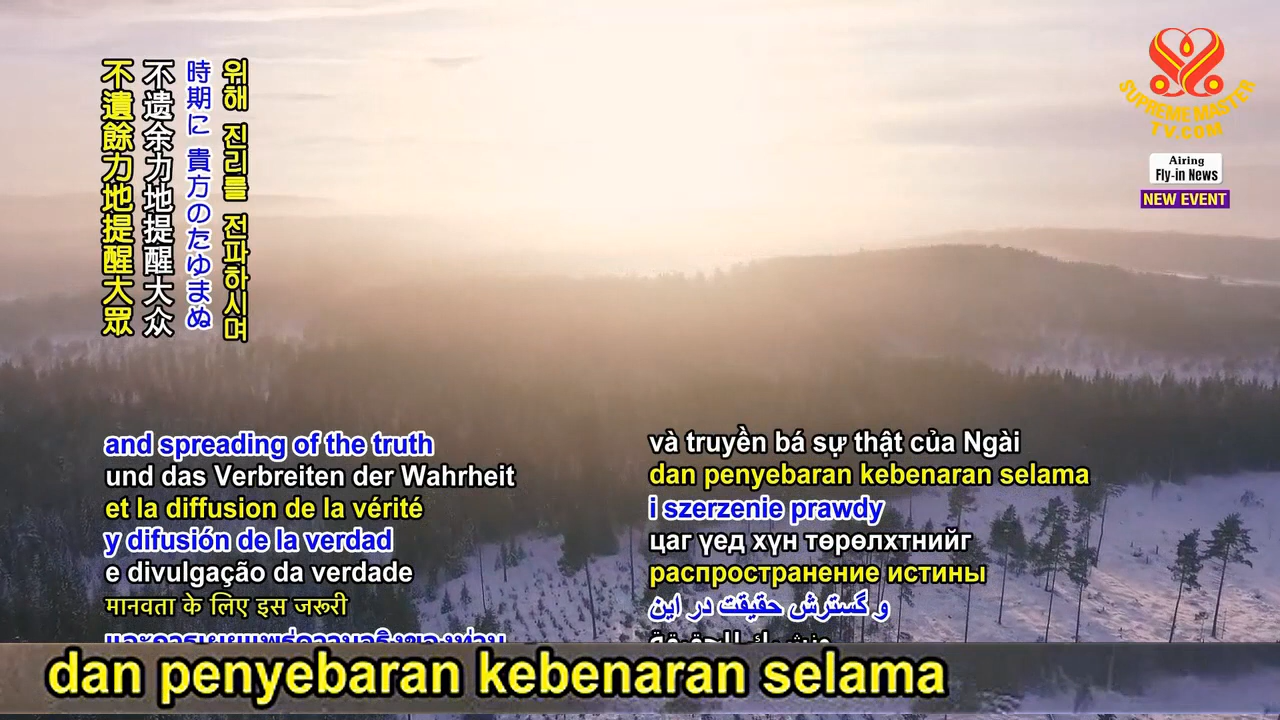 不遺餘力地提醒大眾
不遗余力地提醒大众
時期に 貴方のたゆまぬ
위해 진리를 전파하시며
SUPREME MASTER
TV.COM
Airing
Fly-in News
NEW EVENT
and spreading of the truth
und das Verbreiten der Wahrheit
et la diffusion de la vérité
y difusión de la verdad
e divulgação da verdade
मानवता के लिए इस जरूरी
và truyền bá sự thật của Ngài
dan penyebaran kebenaran selama
i szerzenie prawdy
цаг үед хүн төрөлхтнийг
распространение истины
و گسترش حقیقت در این
dan penyebaran kebenaran selama